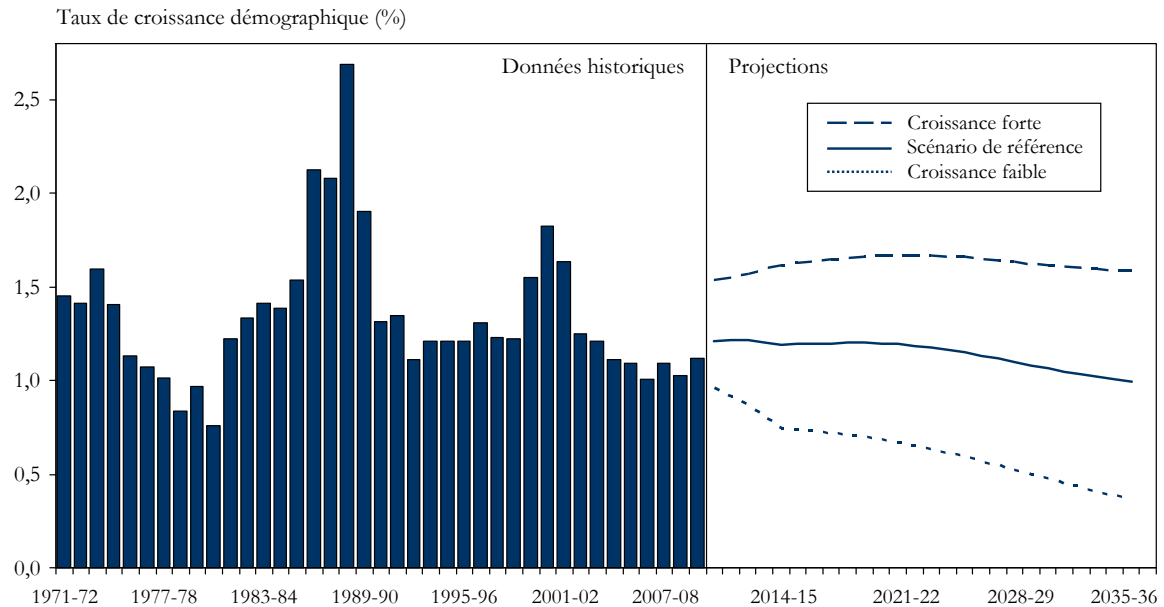 Taux de croissance démographique (%)
Données historiques
Projections
2,5
2,0
1,5
1,0
0,5
0,0
Croissance forte
Scénario de référence
Croissance faible
1971-72 1977-78 1983-84 1989-90 1995-96 2001-02 2007-08 2014-15 2021-22 2028-29 2035-36